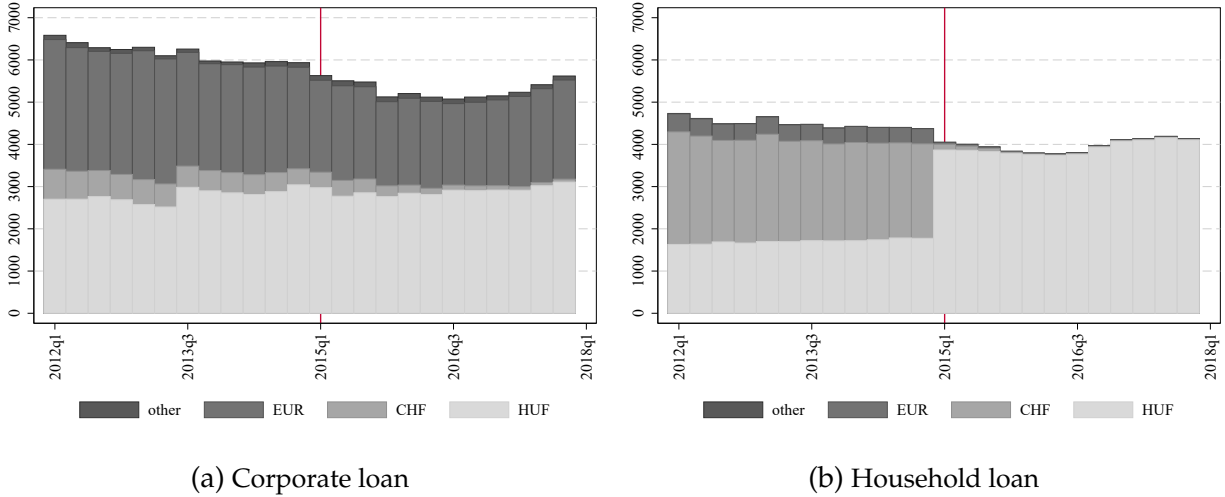 7000
6000
5000
4000
3000
2000
1000
0
2012q1
2013q3
2015q1
2016q3
2018q1
other EUR CHF HUF
(a) Corporate loan
7000
6000
5000
4000
3000
2000
1000
0
2012q1
2013q3
2015q1
2016q3
2018q1
other EUR CHF HUF
(b) Household loan